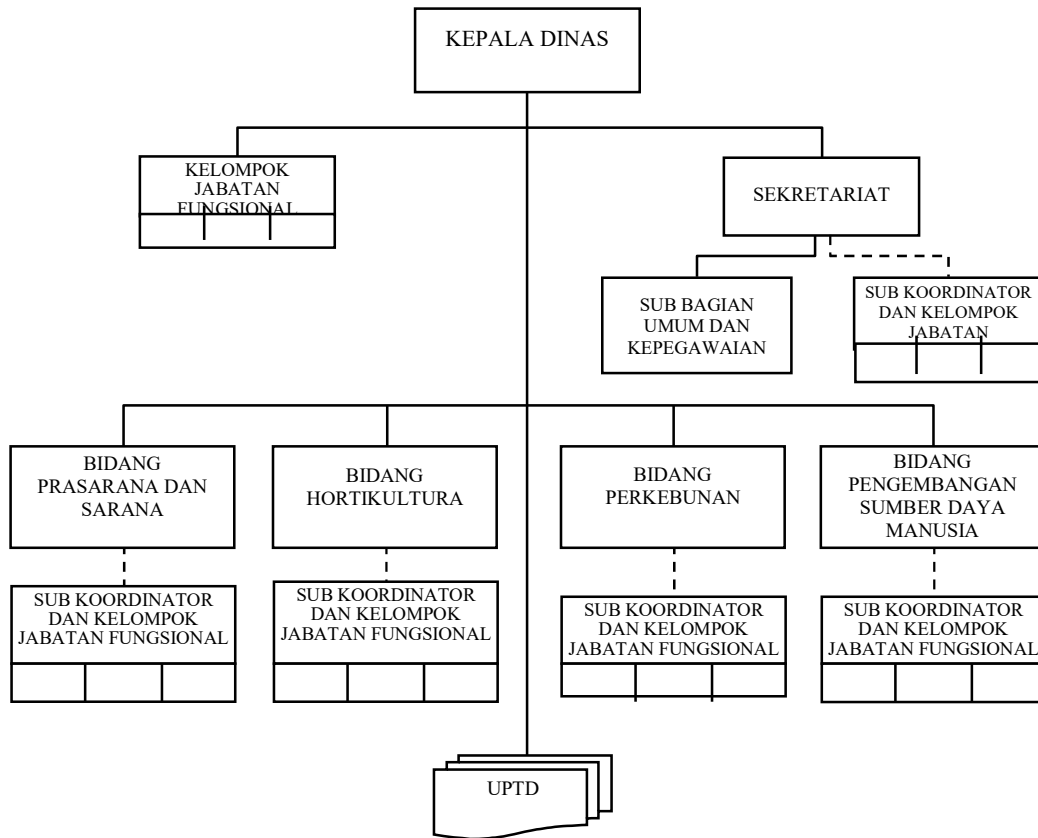 KEPALA DINAS
KELOMPOK
JABATAN
FUNGSIONAL
SEKRETARIAT
SUB BAGIAN
UMUM DAN
KEPEGAWAIAN
SUB KOORDINATOR
DAN KELOMPOK
JABATAN
BIDANG
PRASARANA DAN
SARANA
BIDANG
HORTIKULTURA
BIDANG
PERKEBUNAN
BIDANG
PENGEMBANGAN
SUMBER DAYA
MANUSIA
SUB KOORDINATOR
DAN KELOMPOK
JABATAN FUNGSIONAL
SUB KOORDINATOR
DAN KELOMPOK
JABATAN FUNGSIONAL
SUB KOORDINATOR
DAN KELOMPOK
JABATAN FUNGSIONAL
SUB KOORDINATOR
DAN KELOMPOK
JABATAN FUNGSIONAL
UPTD